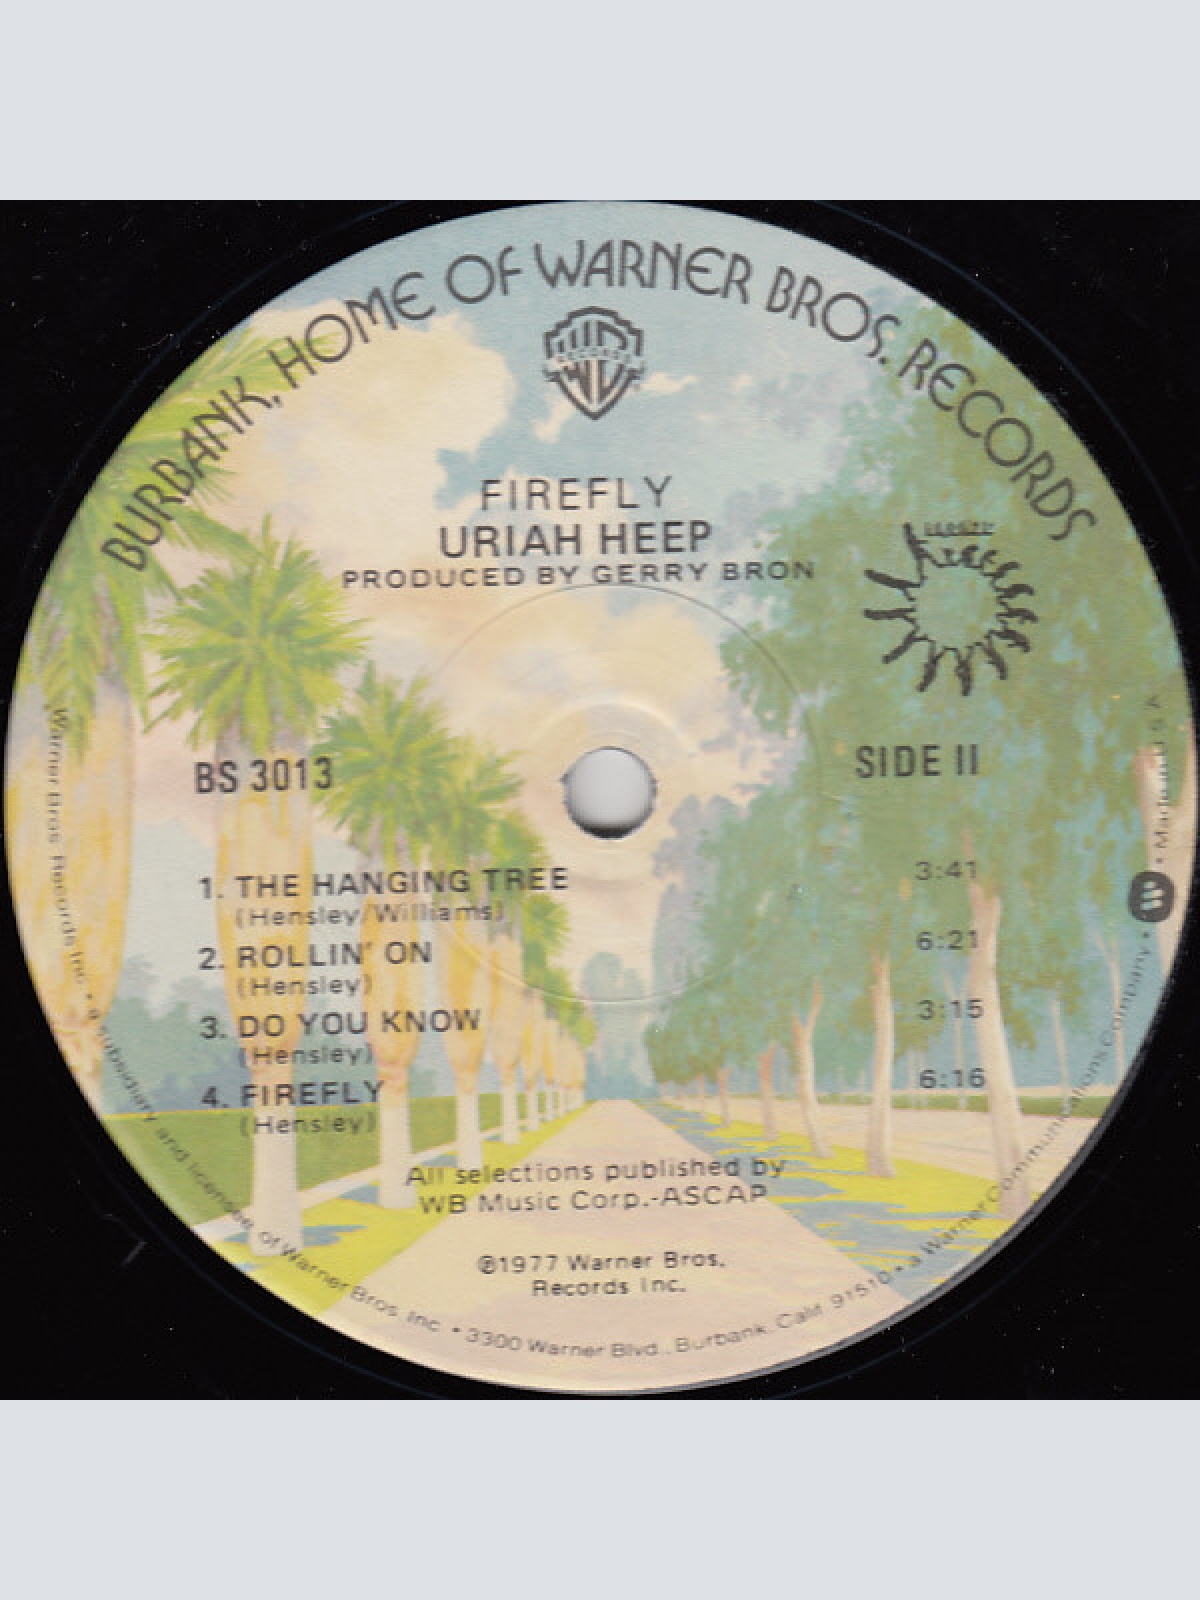 BURBANK, HOME OF WARNER BROS. RECORDS
RECORDS
FIREFLY
URIAH HEEP
PRODUCED BY GERRY BRON
BS 3013
SIDE II
1. THE HANGING TREE 3:41
(Hensley/Williams)
2. ROLLIN' ON 6:21
(Hensley)
3. DO YOU KNOW 3:15
(Hensley)
4. FIREFLY 6:16
(Hensley)
All selections published by
WB Music Corp.-ASCAP
℗1977 Warner Bros.
Records Inc.
Warner Bros. Records Inc. • a subsidiary and licensee of Warner Bros. Inc. • 3300 Warner Blvd., Burbank, Calif. 91510 • a Warner Communications Company • Made in U.S.A.